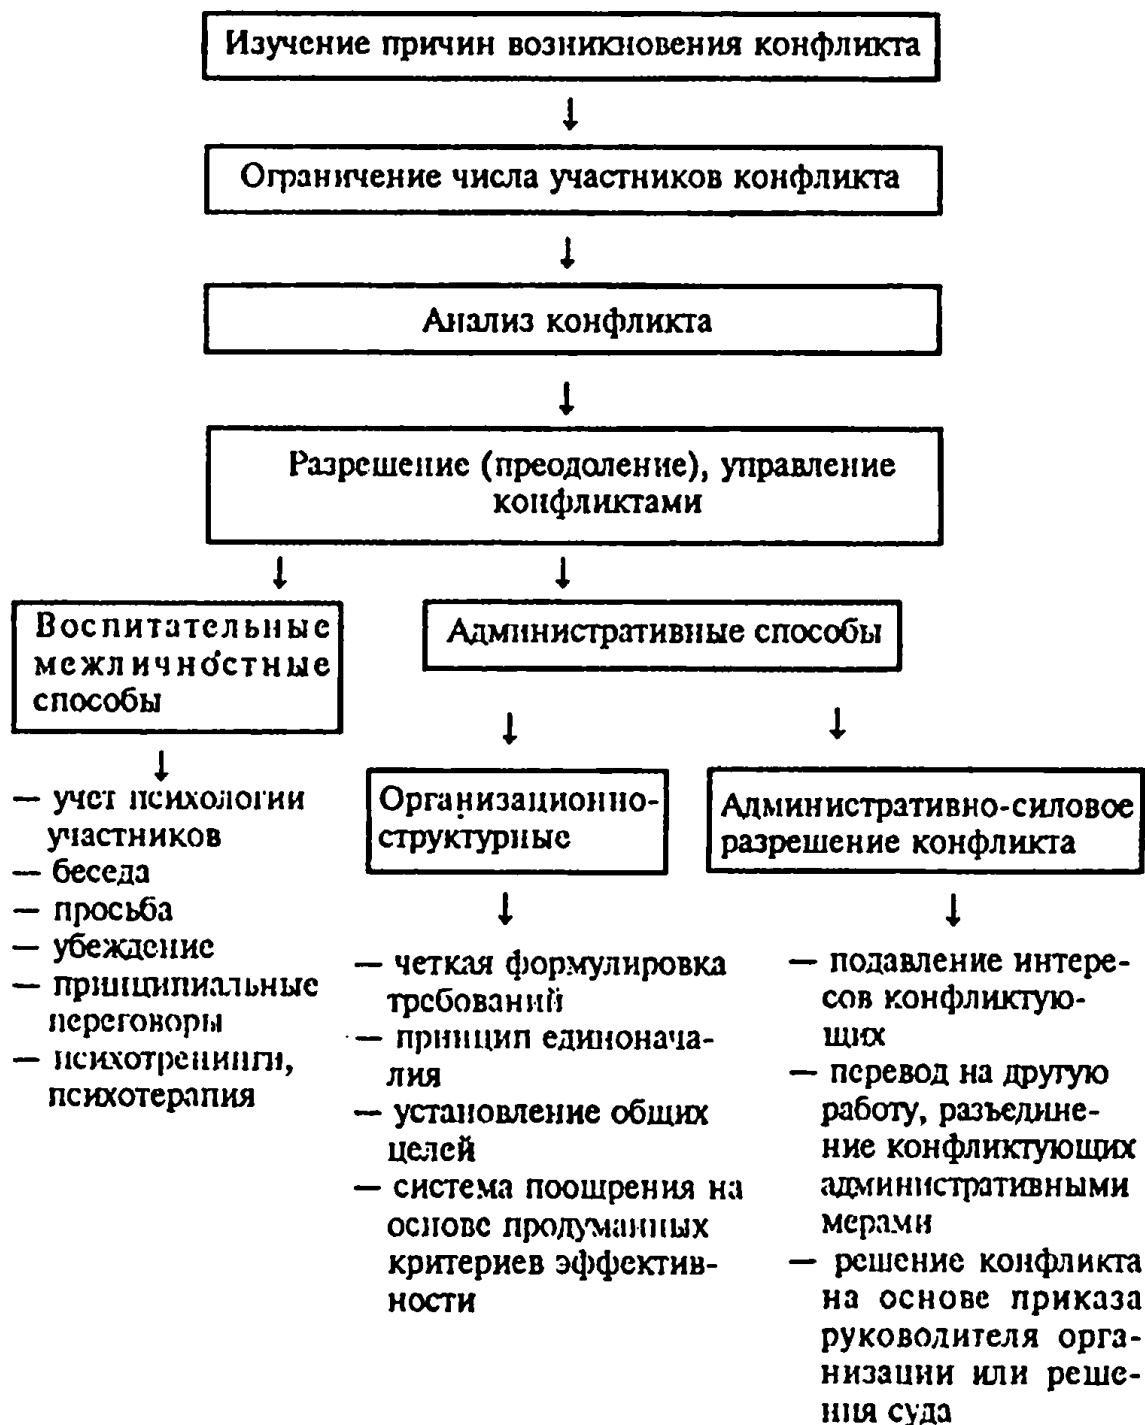 Изучение причин возникновения конфликта
Ограничение числа участников конфликта
Анализ конфликта
Разрешение (преодоление), управление
конфликтами
Воспитательные
межличностные
способы
Административные способы
— учет психологии
участников
— беседа
— просьба
— убеждение
— принципиальные
переговоры
— психотренинги,
психотерапия
Организационно-
структурные
— четкая формулировка
требований
— принцип единонача-
лия
— установление общих
целей
— система поощрения на
основе продуманных
критериев эффектив-
ности
Административно-силовое
разрешение конфликта
— подавление интере-
сов конфликтую-
щих
— перевод на другую
работу, разъедине-
ние конфликтующих
административными
мерами
— решение конфликта
на основе приказа
руководителя орга-
низации или реше-
ния суда